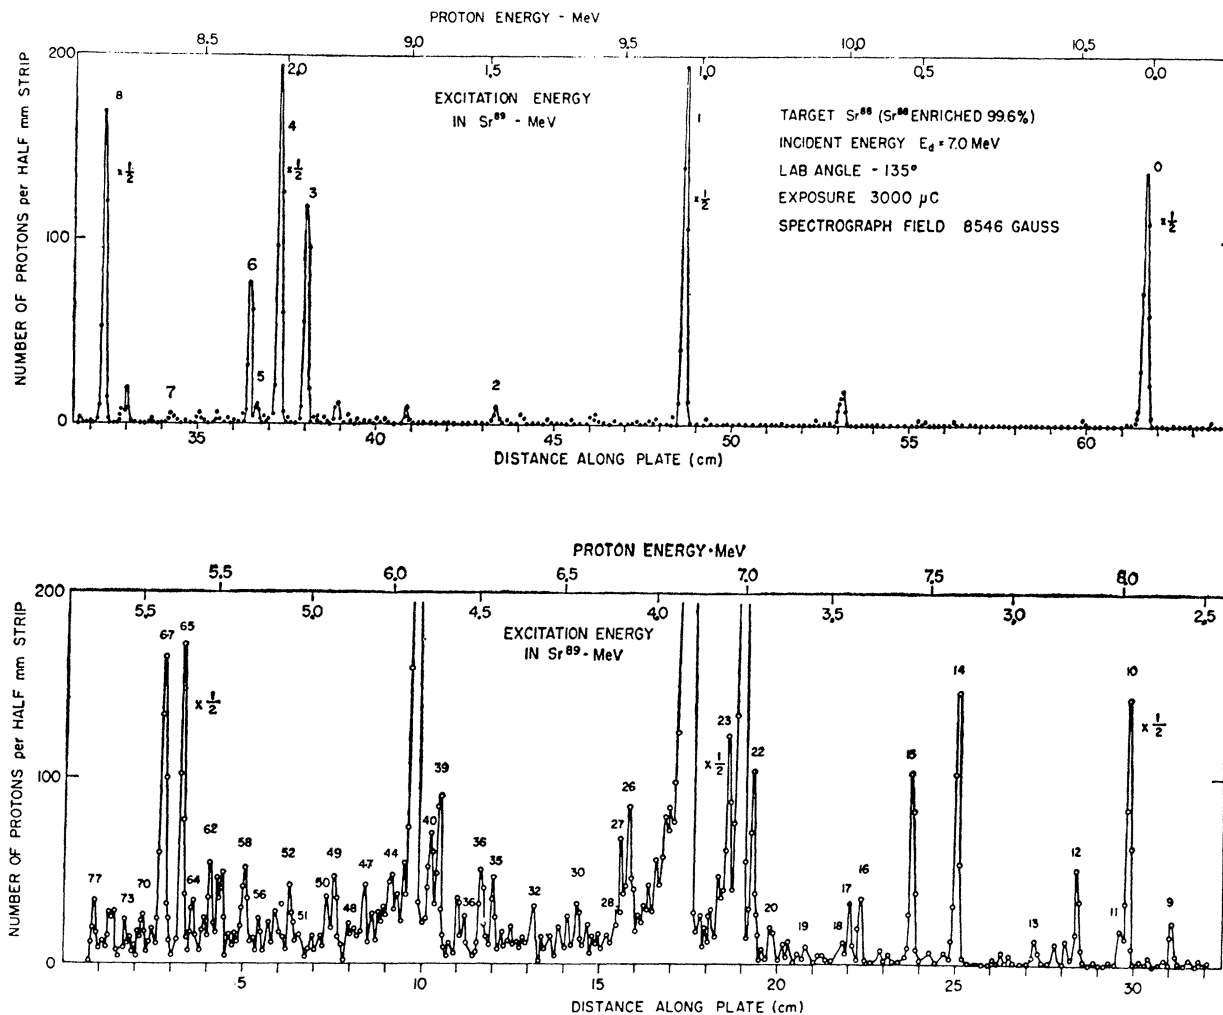 PROTON ENERGY - MeV
8.5 9.0 9.5 10.0 10.5
200
2.0 1.5 1.0 0.5 0.0
8
EXCITATION ENERGY
IN Sr⁸⁹ - MeV
TARGET Sr⁸⁸ (Sr⁸⁸ ENRICHED 99.6%)
INCIDENT ENERGY E_d = 7.0 MeV
LAB ANGLE - 135°
EXPOSURE 3000 μC
SPECTROGRAPH FIELD 8546 GAUSS
4
1
0
× 1/2
× 1/2
× 1/2
× 1/2
3
100
6
5
7
2
0
35 40 45 50 55 60
DISTANCE ALONG PLATE (cm)
NUMBER OF PROTONS per HALF mm STRIP
PROTON ENERGY·MeV
5.5 6.0 6.5 7.0 7.5 8.0
200
5.5 5.0 4.5 4.0 3.5 3.0 2.5
EXCITATION ENERGY
IN Sr⁸⁹ - MeV
67 65
× 1/2
14
10
× 1/2
23
22
× 1/2
15
100
39
26
27
40
62
58
52
49
50
47
44
36
35
77
73
70
64
56
51
48
36
32
30
28
20
19
18
17
16
13
12
11
9
0
5 10 15 20 25 30
DISTANCE ALONG PLATE (cm)
NUMBER OF PROTONS per HALF mm STRIP